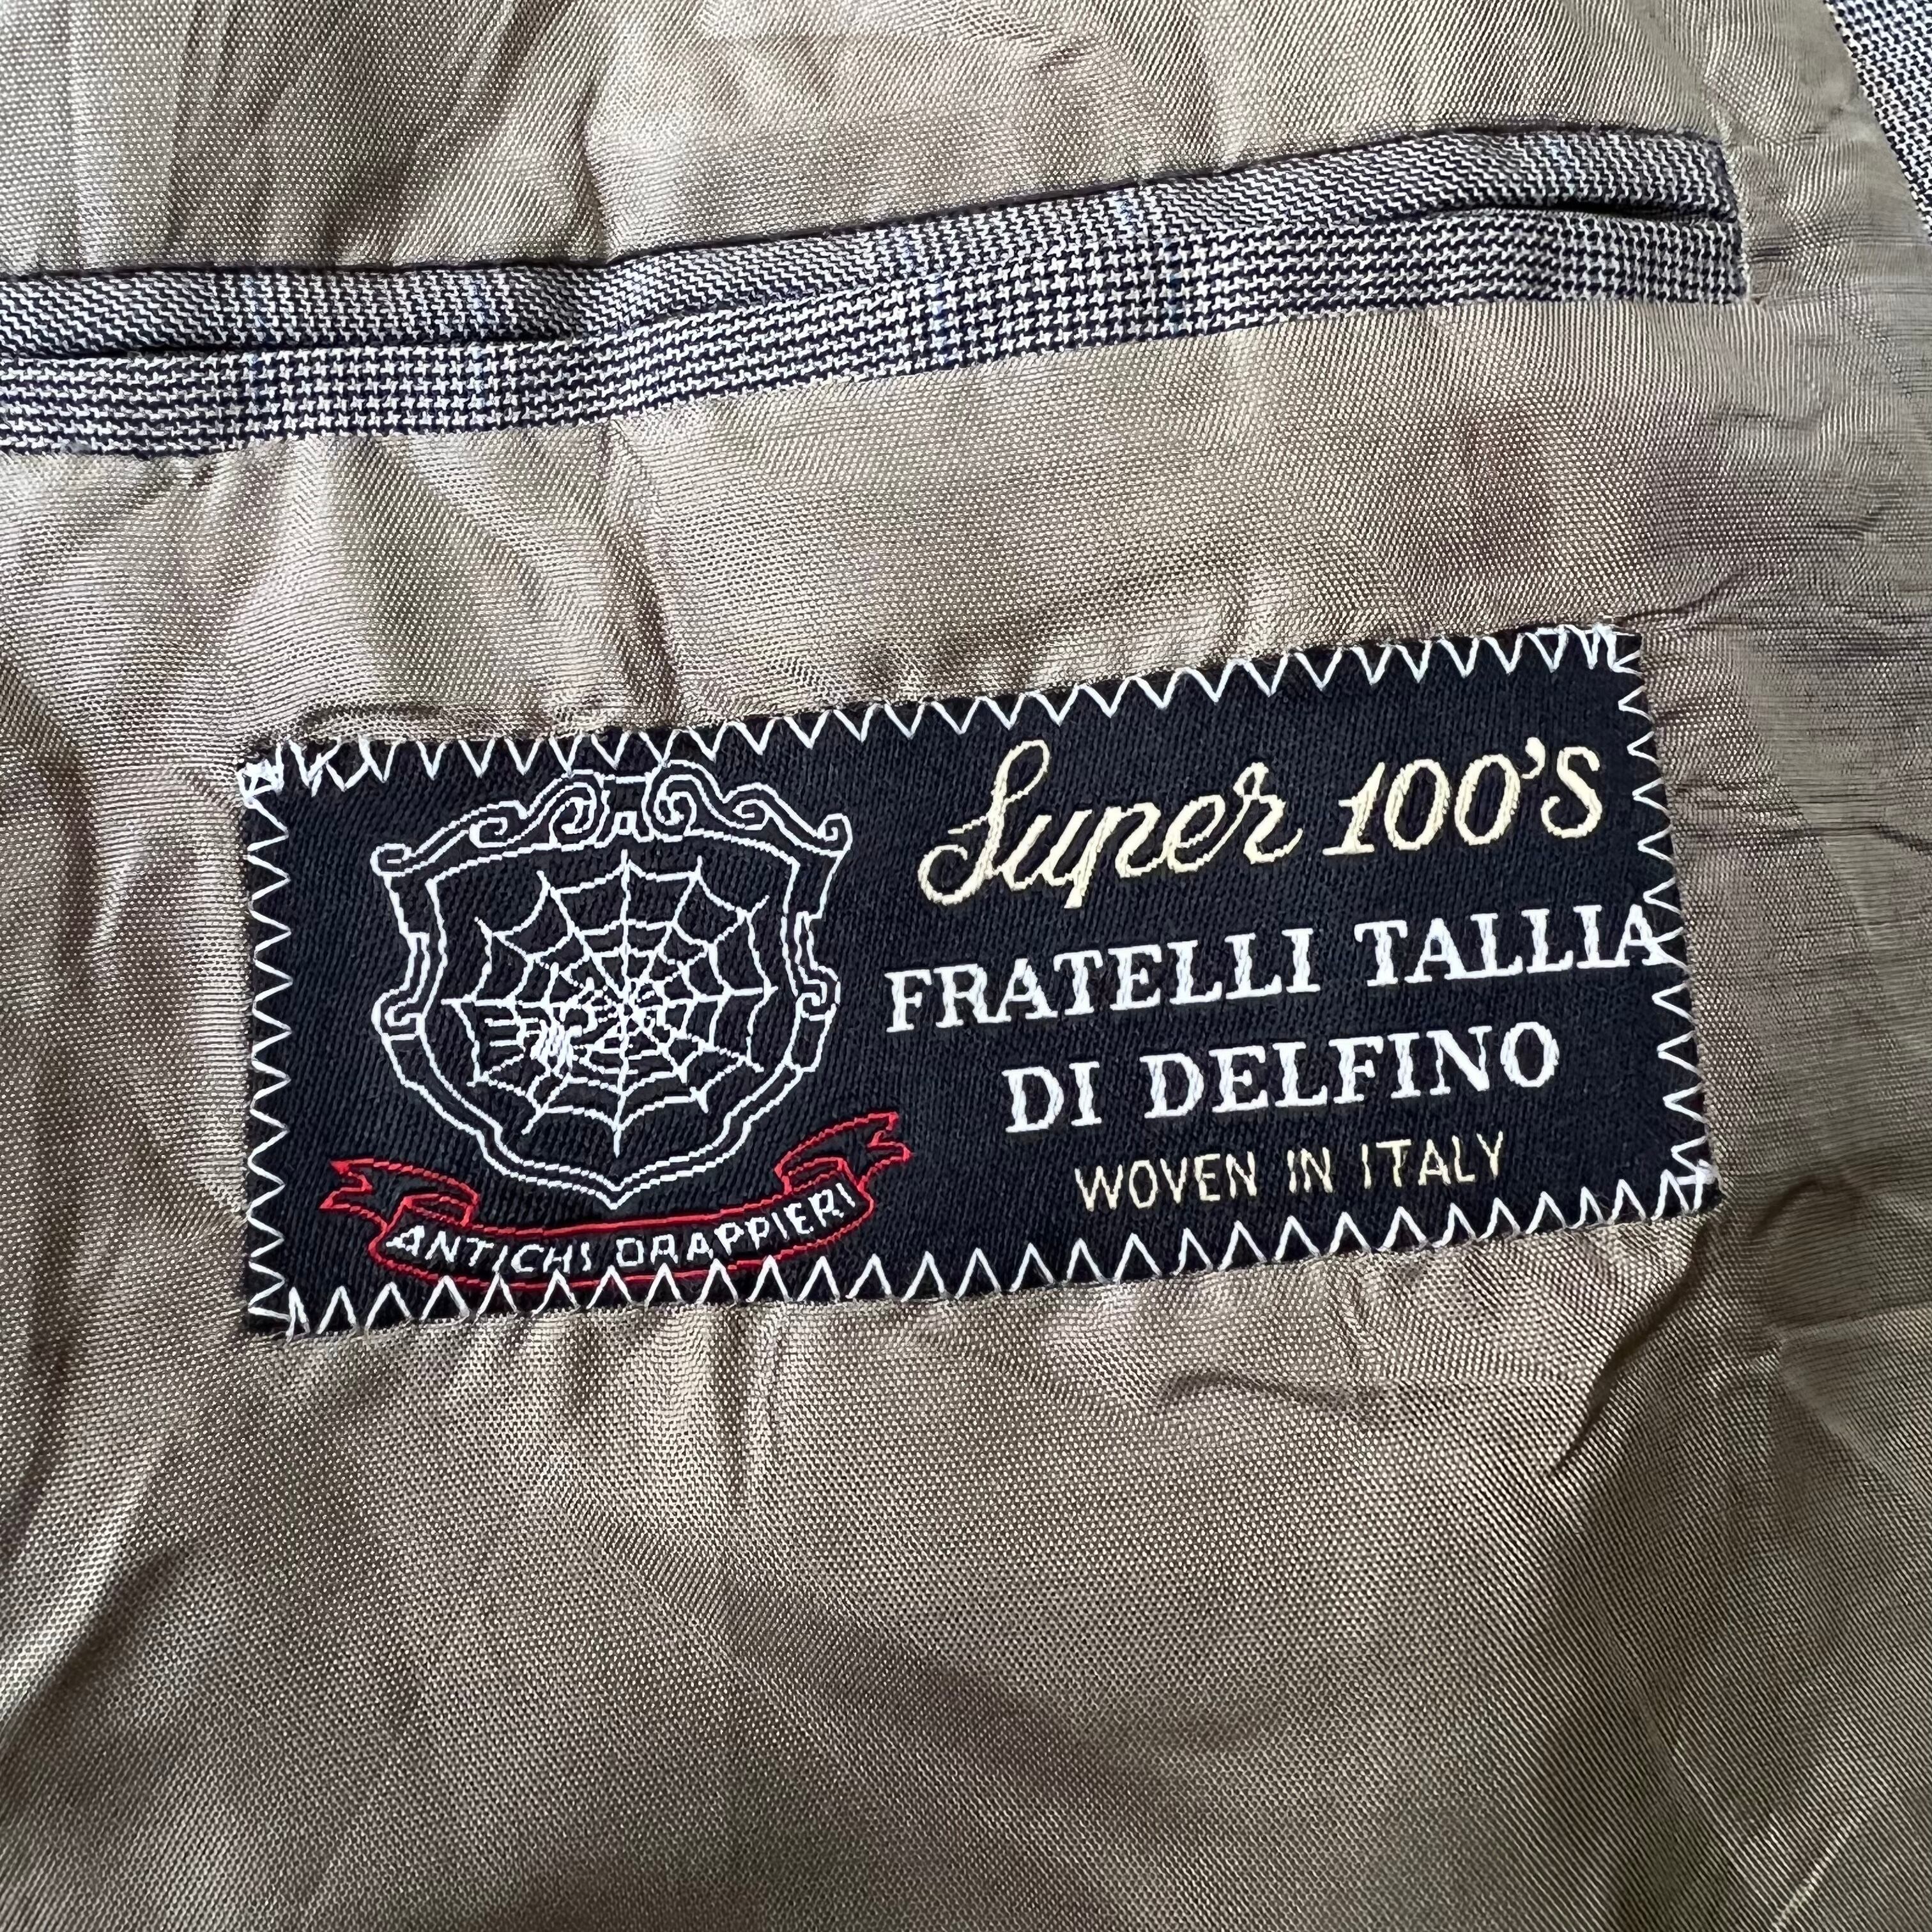 Super 100's
FRATELLI TALLIA
DI DELFINO
WOVEN IN ITALY
ANTICHI DRAPPIERI